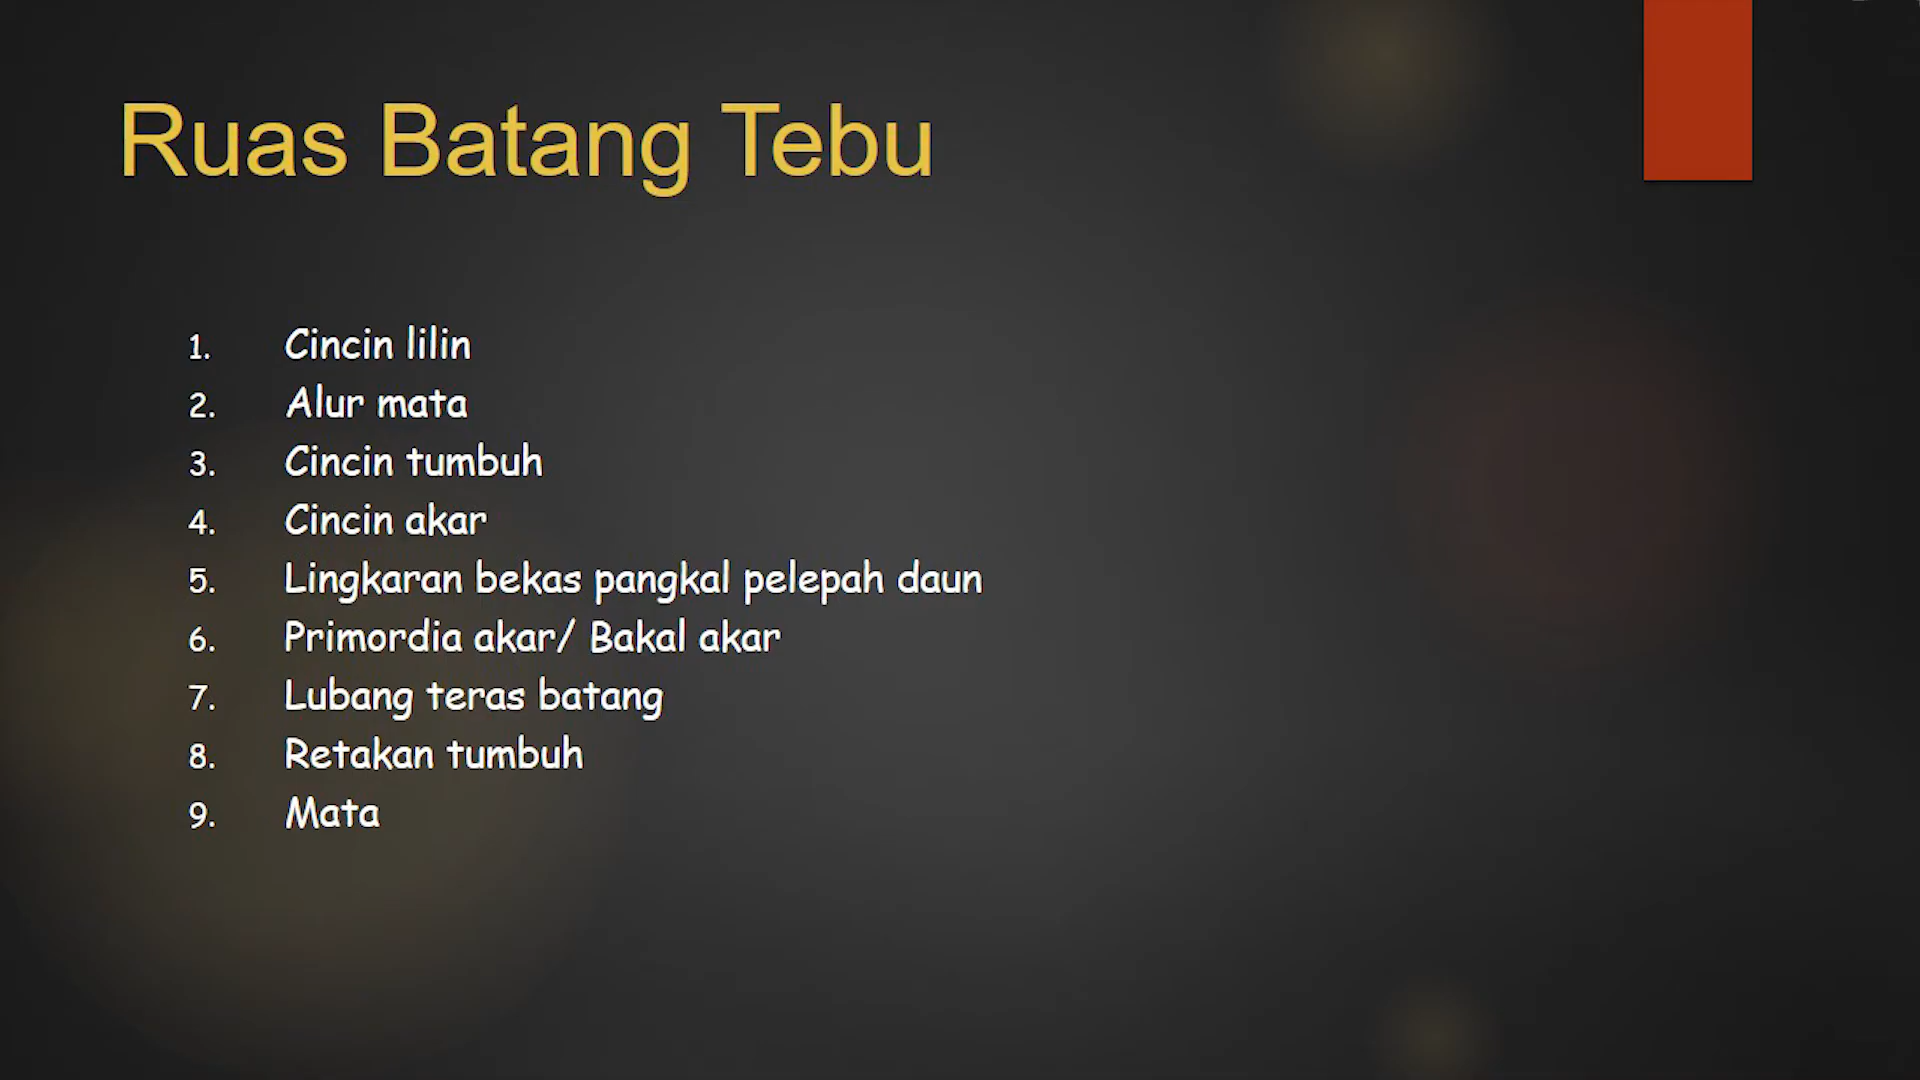 Ruas Batang Tebu
1. Cincin lilin
2. Alur mata
3. Cincin tumbuh
4. Cincin akar
5. Lingkaran bekas pangkal pelepah daun
6. Primordia akar/ Bakal akar
7. Lubang teras batang
8. Retakan tumbuh
9. Mata